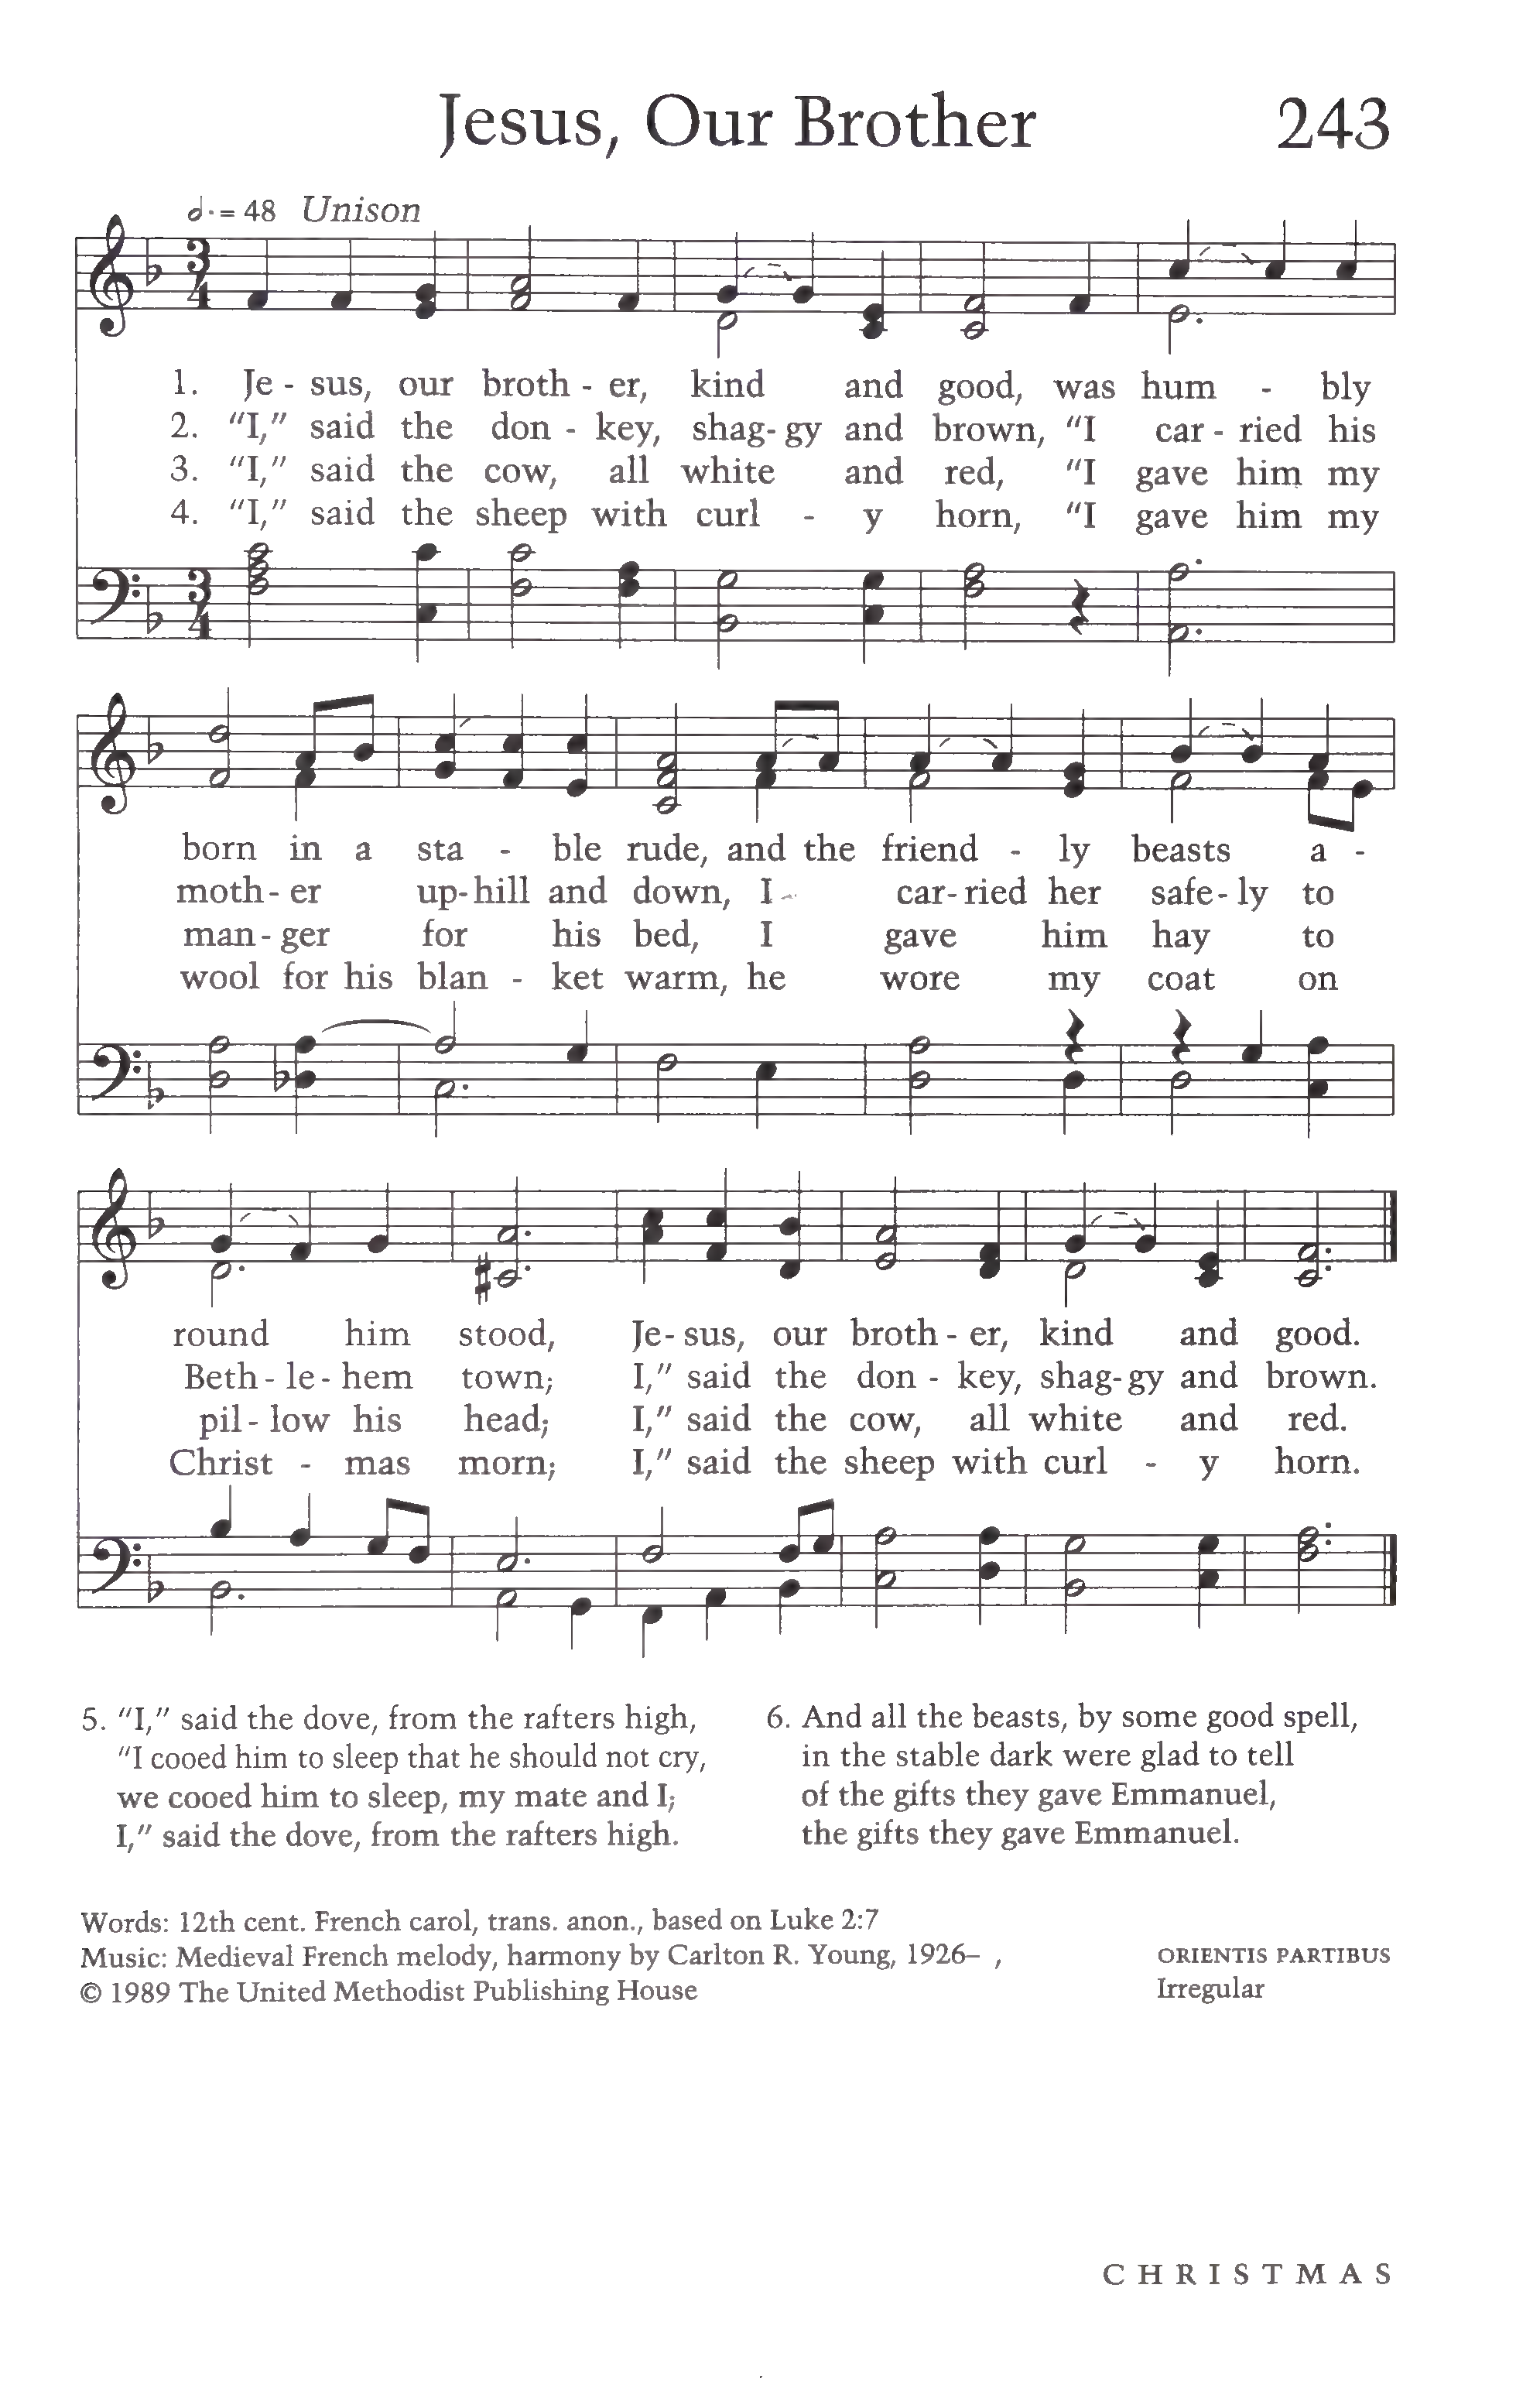 Jesus, Our Brother 243
𝅗𝅥. = 48 Unison
1. Je - sus, our broth - er, kind and good, was hum - bly
2. “I,” said the don - key, shag- gy and brown, “I car - ried his
3. “I,” said the cow, all white and red, “I gave him my
4. “I,” said the sheep with curl - y horn, “I gave him my
born in a sta - ble rude, and the friend - ly beasts a -
moth- er up-hill and down, I car-ried her safe- ly to
man- ger for his bed, I gave him hay to
wool for his blan - ket warm, he wore my coat on
round him stood, Je- sus, our broth - er, kind and good.
Beth- le- hem town; I,” said the don - key, shag-gy and brown.
pil- low his head; I,” said the cow, all white and red.
Christ - mas morn; I,” said the sheep with curl - y horn.
5. “I,” said the dove, from the rafters high,
“I cooed him to sleep that he should not cry,
we cooed him to sleep, my mate and I;
I,” said the dove, from the rafters high.
6. And all the beasts, by some good spell,
in the stable dark were glad to tell
of the gifts they gave Emmanuel,
the gifts they gave Emmanuel.
Words: 12th cent. French carol, trans. anon., based on Luke 2:7
Music: Medieval French melody, harmony by Carlton R. Young, 1926– ,
© 1989 The United Methodist Publishing House
ORIENTIS PARTIBUS
Irregular
CHRISTMAS